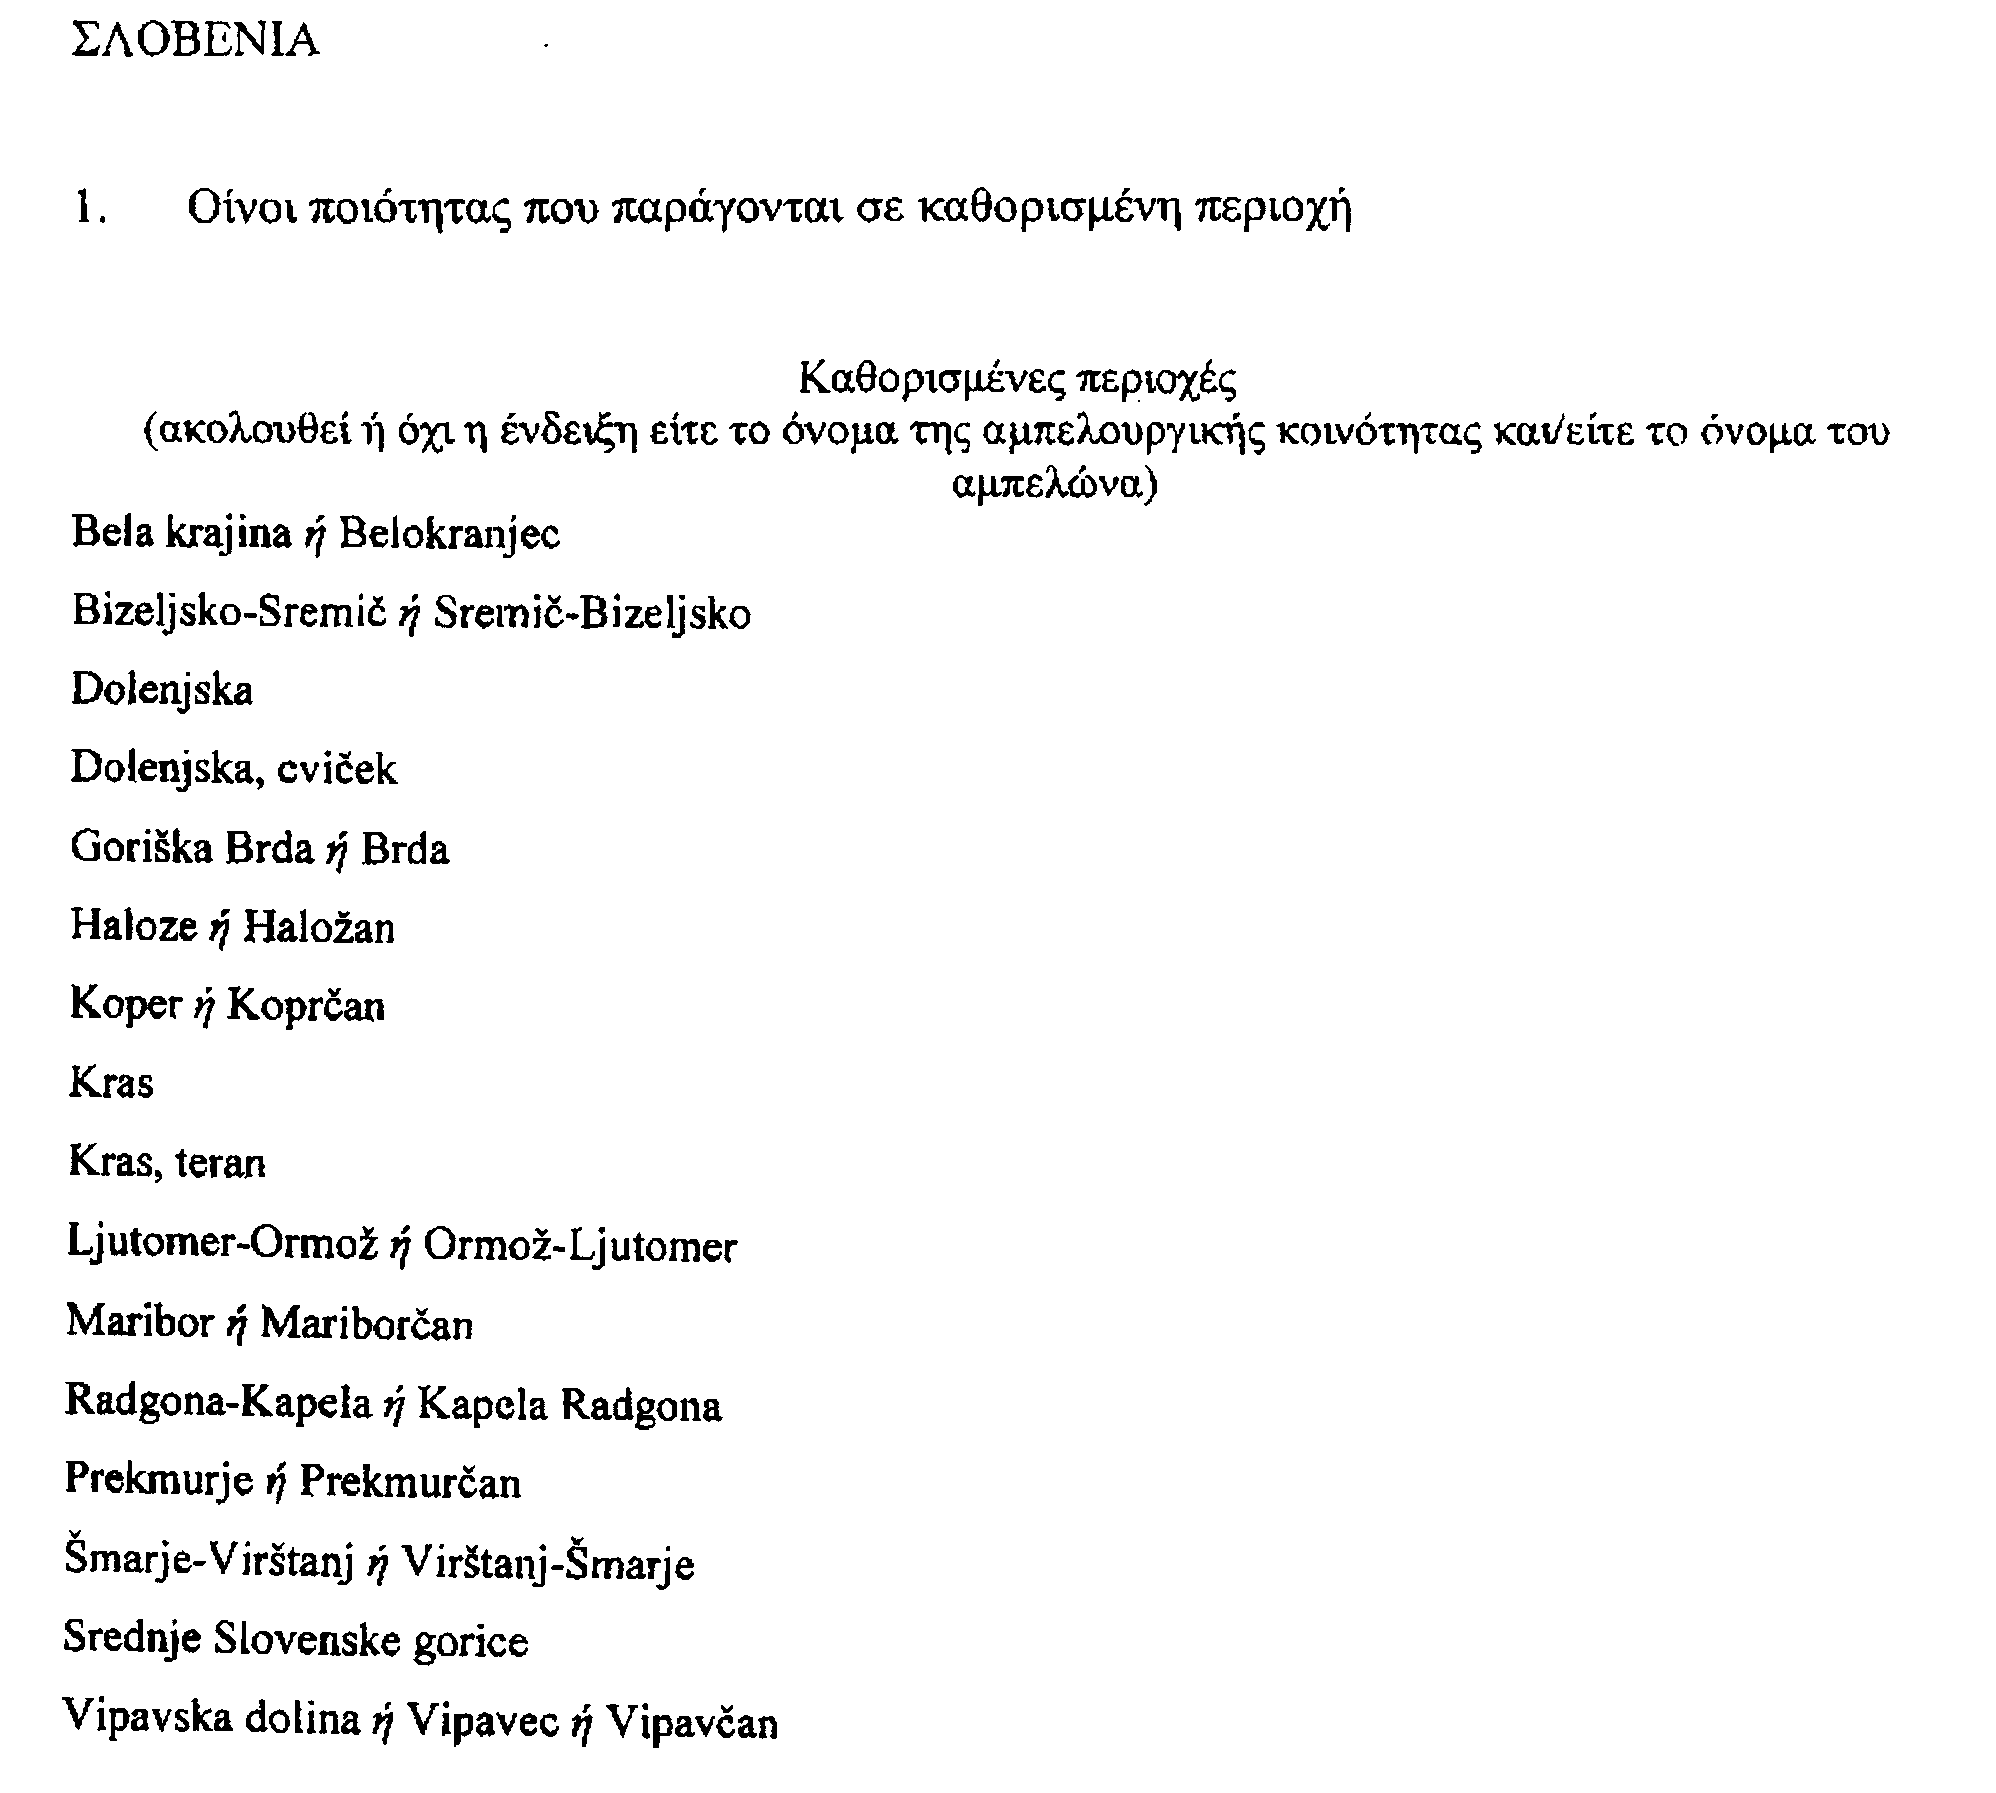 ΣΛΟΒΕΝΙΑ
1. Οίνοι ποιότητας που παράγονται σε καθορισμένη περιοχή
Καθορισμένες περιοχές
(ακολουθεί ή όχι η ένδειξη είτε το όνομα της αμπελουργικής κοινότητας και/είτε το όνομα του
αμπελώνα)
Bela krajina ή Belokranjec
Bizeljsko-Sremič ή Sremič-Bizeljsko
Dolenjska
Dolenjska, cviček
Goriška Brda ή Brda
Haloze ή Haložan
Koper ή Koprčan
Kras
Kras, teran
Ljutomer-Ormož ή Ormož-Ljutomer
Maribor ή Mariborčan
Radgona-Kapela ή Kapela Radgona
Prekmurje ή Prekmurčan
Šmarje-Virštanj ή Virštanj-Šmarje
Srednje Slovenske gorice
Vipavska dolina ή Vipavec ή Vipavčan